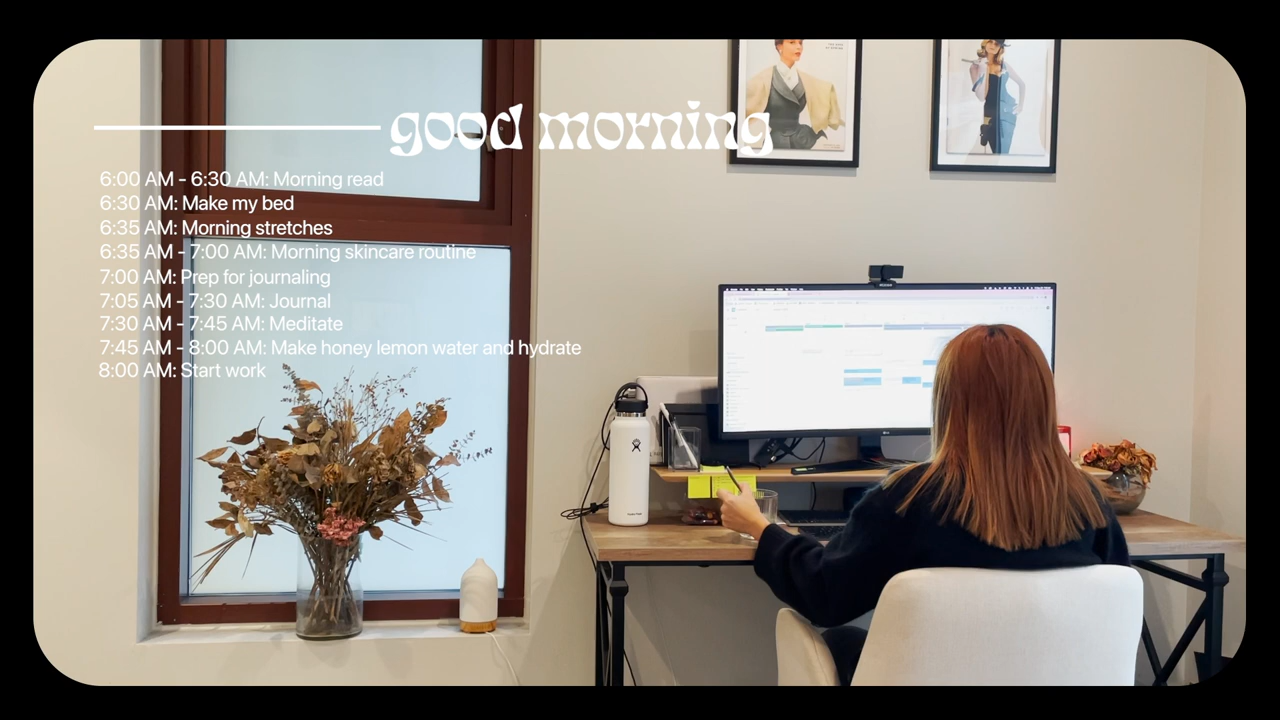 good morning
6:00 AM - 6:30 AM: Morning read
6:30 AM: Make my bed
6:35 AM: Morning stretches
6:35 AM - 7:00 AM: Morning skincare routine
7:00 AM: Prep for journaling
7:05 AM - 7:30 AM: Journal
7:30 AM - 7:45 AM: Meditate
7:45 AM - 8:00 AM: Make honey lemon water and hydrate
8:00 AM: Start work